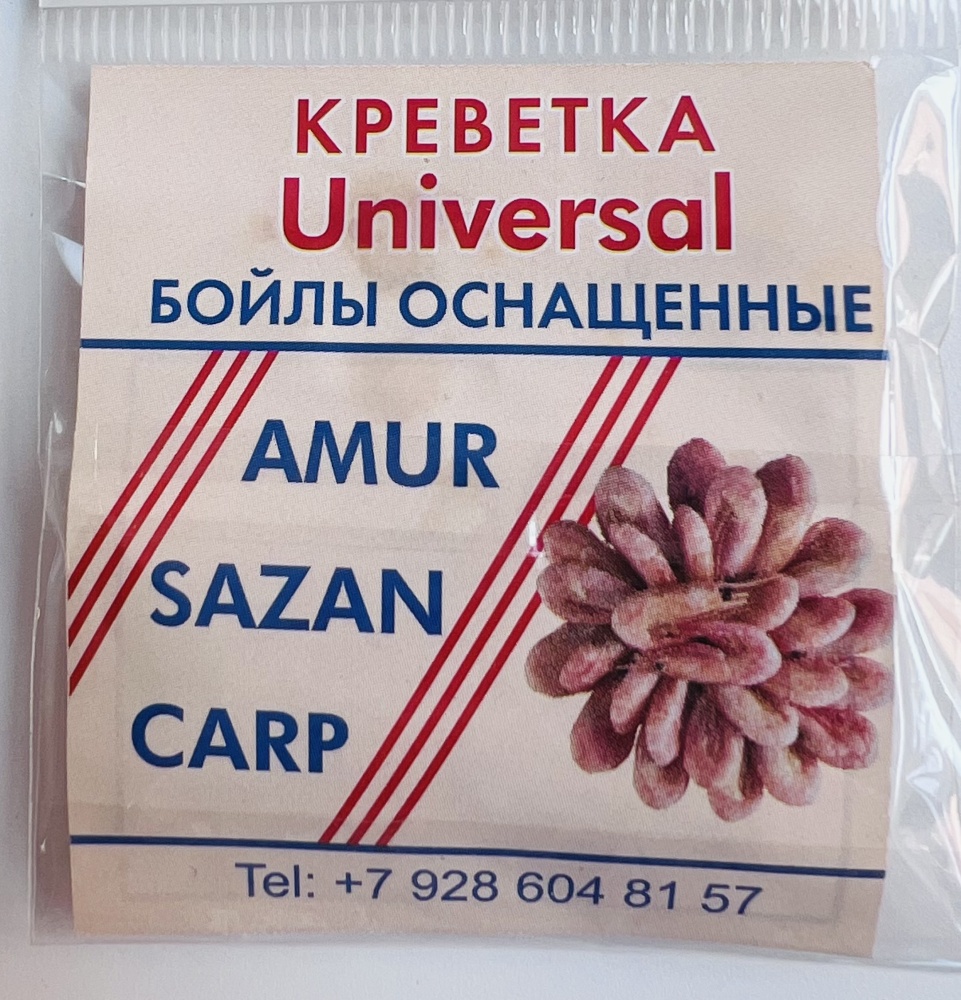 КРЕВЕТКА
Universal
БОЙЛЫ ОСНАЩЕННЫЕ
AMUR
SAZAN
CARP
Tel: +7 928 604 81 57